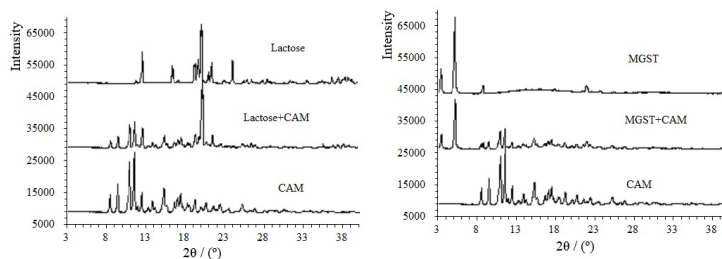 Intensity
65000
55000
45000
35000
25000
15000
5000
Lactose
Lactose+CAM
CAM
3 8 13 18 23 28 33 38
2θ / (º)
Intensity
65000
55000
45000
35000
25000
15000
5000
MGST
MGST+CAM
CAM
3 8 13 18 23 28 33 38
2θ / (º)